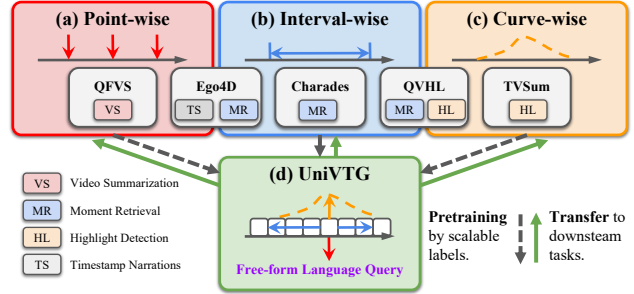 (a) Point-wise
(b) Interval-wise
(c) Curve-wise
QFVS
VS
Ego4D
TS MR
Charades
MR
QVHL
MR HL
TVSum
HL
(d) UniVTG
Free-form Language Query
VS Video Summarization
MR Moment Retrieval
HL Highlight Detection
TS Timestamp Narrations
Pretraining
by scalable
labels.
Transfer to
downsteam
tasks.